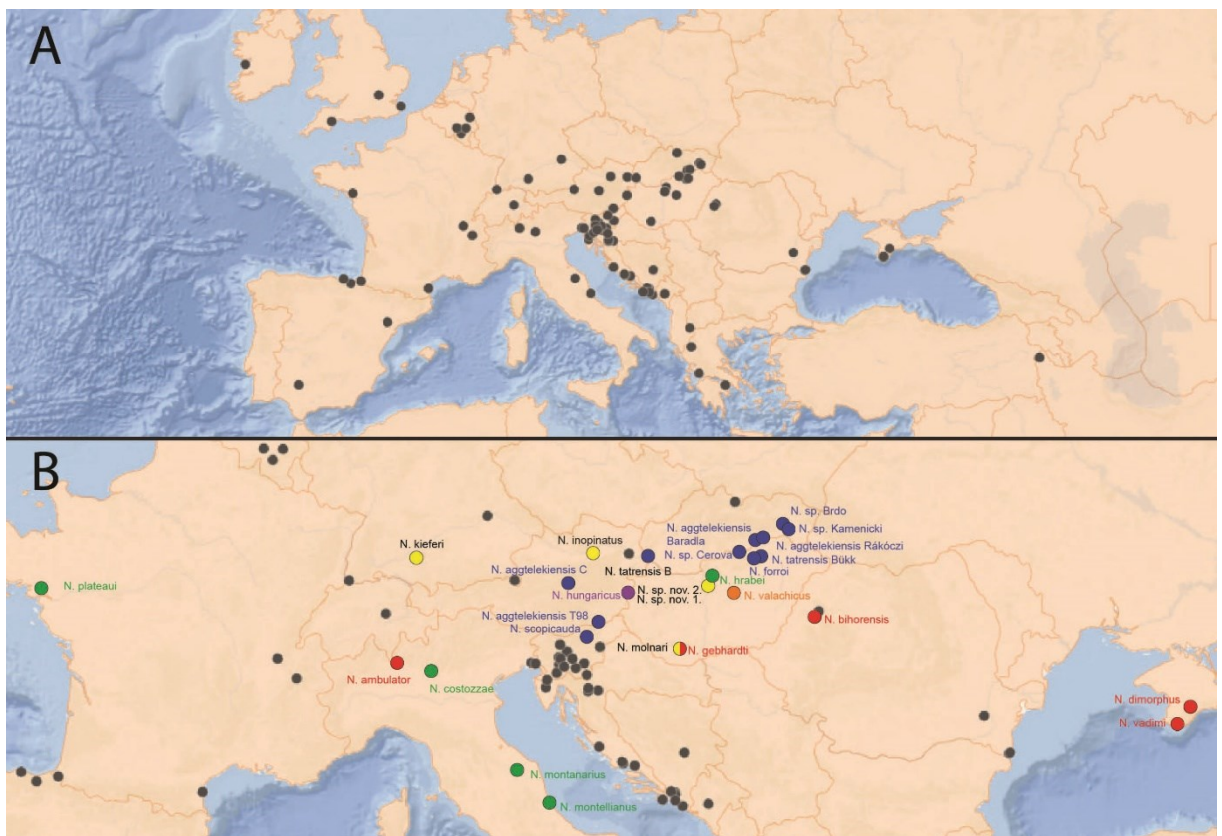 A
B
N. sp. Brdo
N. sp. Kamenicki
N. aggtelekiensis
Baradla
N. aggtelekiensis Rákóczi
N. sp. Cerova
N. tatrensis Bükk
N. forroi
N. kieferi
N. inopinatus
N. tatrensis B
N. aggtelekiensis C
N. hrabei
N. plateaui
N. hungaricus
N. sp. nov. 2.
N. sp. nov. 1.
N. valachicus
N. aggtelekiensis T98
N. scopicauda
N. bihorensis
N. molnari
N. gebhardti
N. ambulator
N. costozzae
N. dimorphus
N. vadimi
N. montanarius
N. montellianus